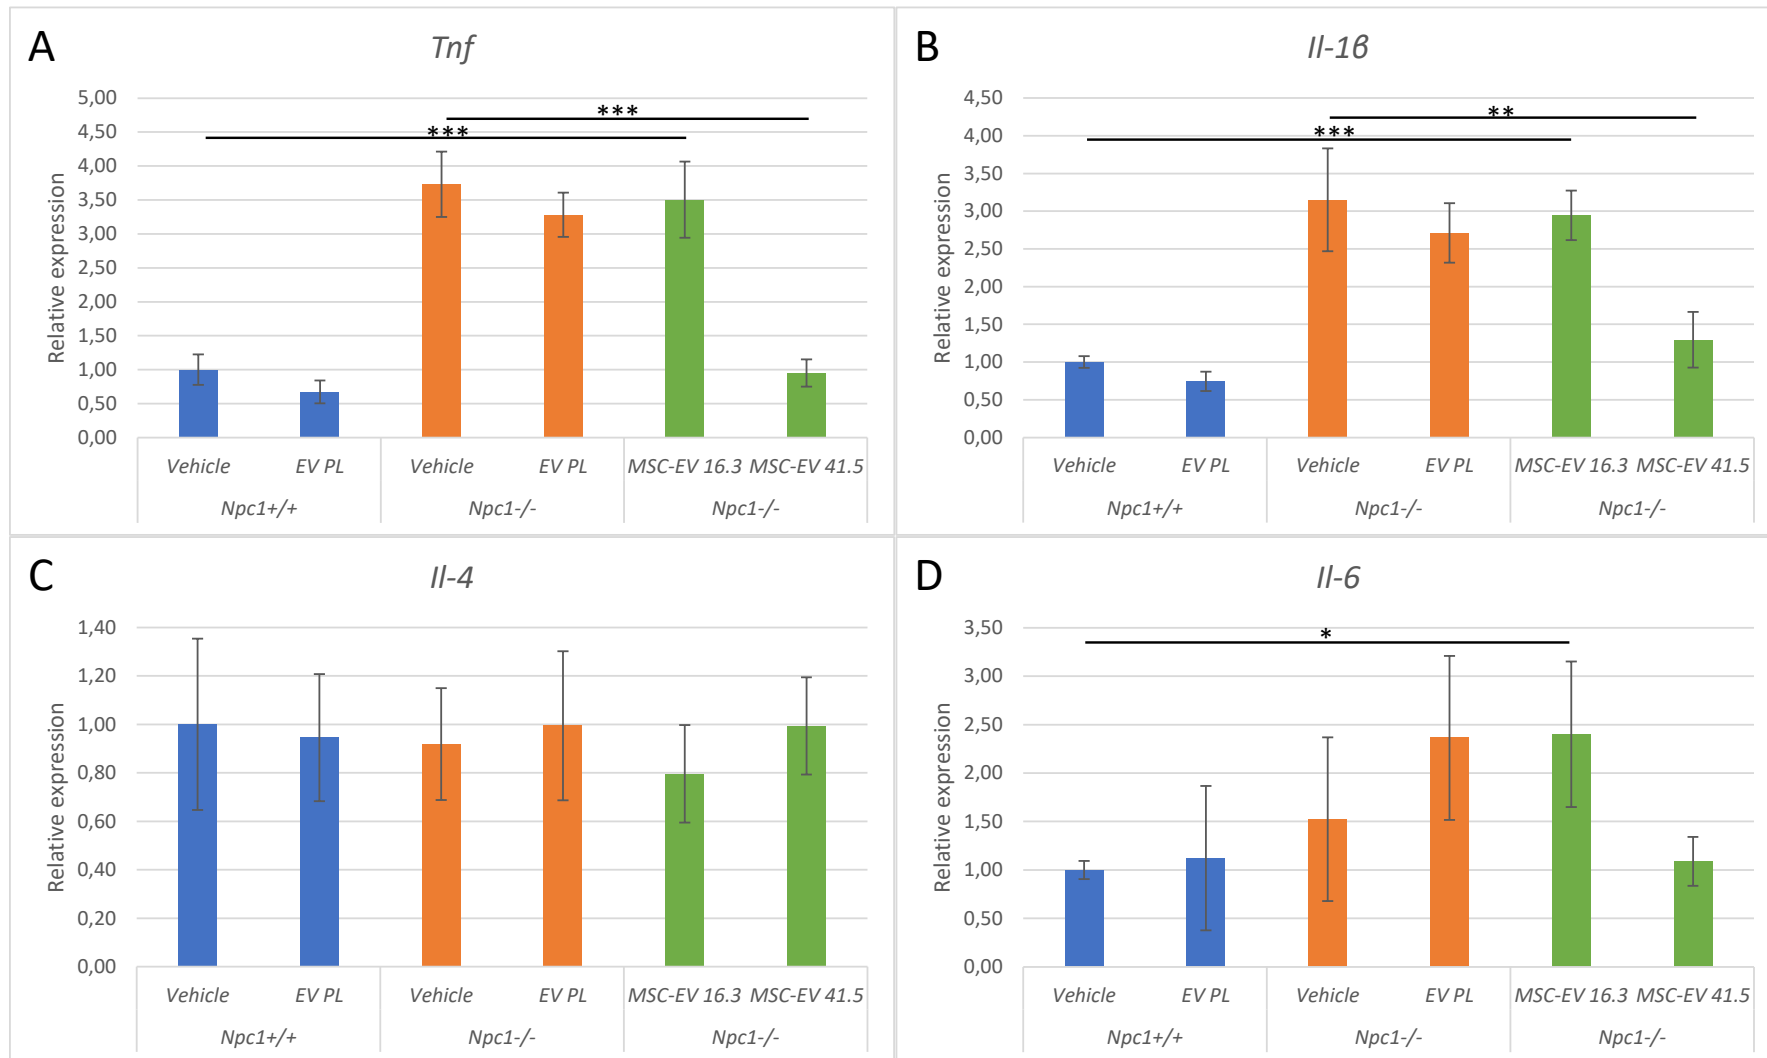 A
Tnf
Relative expression
5,00
4,50
4,00
3,50
3,00
2,50
2,00
1,50
1,00
0,50
0,00
***
***
Vehicle EV PL Vehicle EV PL MSC-EV 16.3 MSC-EV 41.5
Npc1+/+ Npc1-/- Npc1-/-
B
Il-1β
Relative expression
4,50
4,00
3,50
3,00
2,50
2,00
1,50
1,00
0,50
0,00
**
***
Vehicle EV PL Vehicle EV PL MSC-EV 16.3 MSC-EV 41.5
Npc1+/+ Npc1-/- Npc1-/-
C
Il-4
Relative expression
1,40
1,20
1,00
0,80
0,60
0,40
0,20
0,00
Vehicle EV PL Vehicle EV PL MSC-EV 16.3 MSC-EV 41.5
Npc1+/+ Npc1-/- Npc1-/-
D
Il-6
Relative expression
3,50
3,00
2,50
2,00
1,50
1,00
0,50
0,00
*
Vehicle EV PL Vehicle EV PL MSC-EV 16.3 MSC-EV 41.5
Npc1+/+ Npc1-/- Npc1-/-